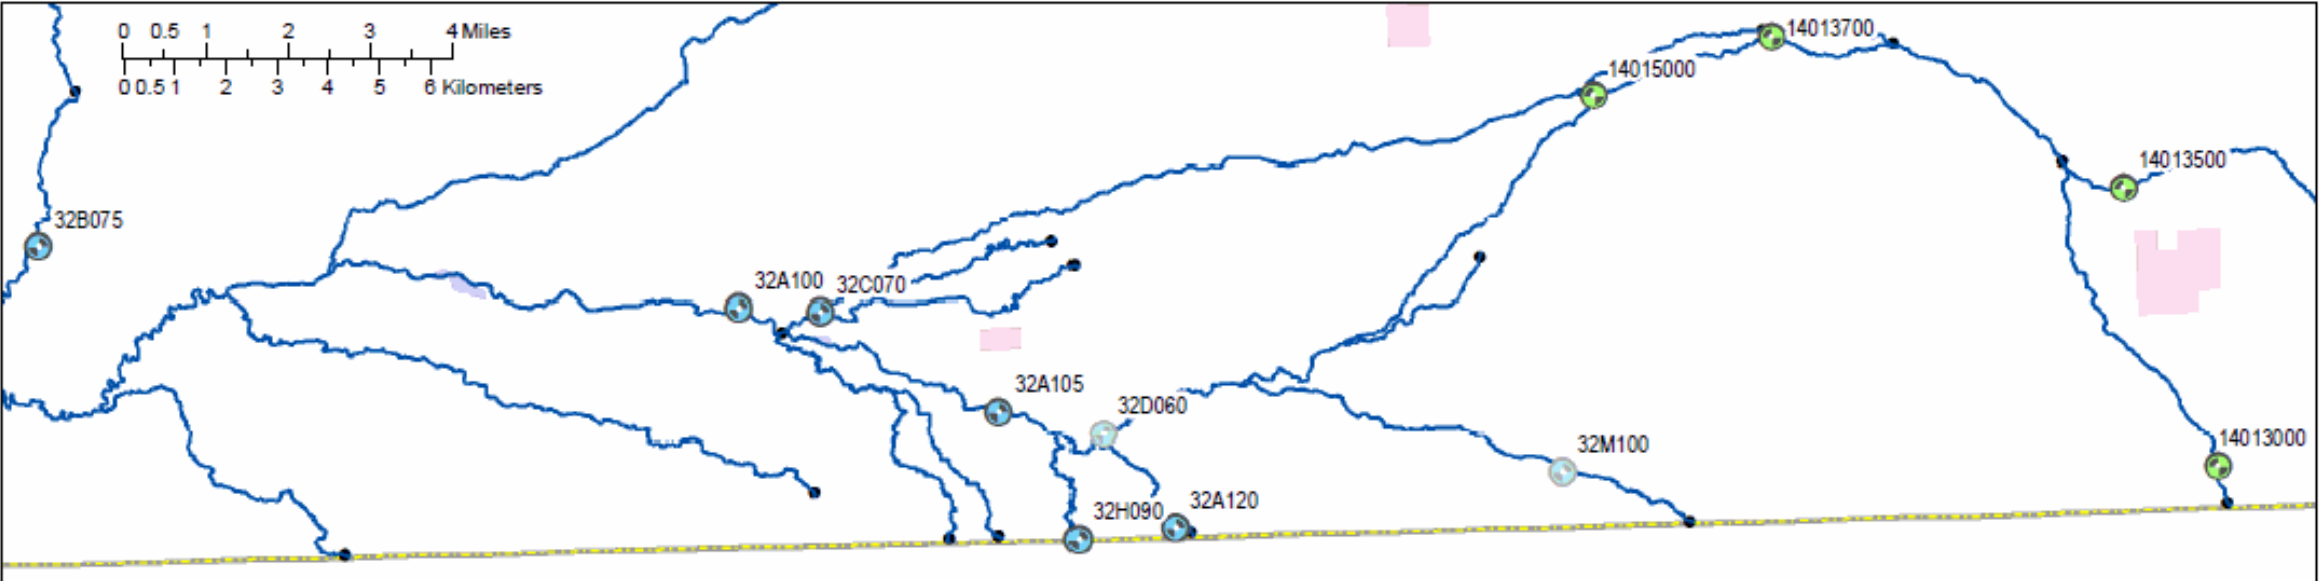 0 0.5 1 2 3 4 Miles
0 0.5 1 2 3 4 5 6 Kilometers
14013700
14015000
14013500
32B075
32A100
32C070
32A105
32D060
14013000
32M100
32A120
32H090